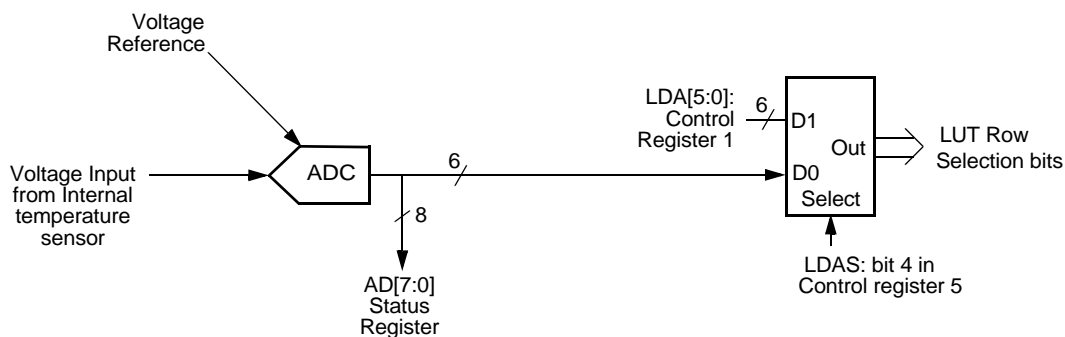 Voltage
Reference
Voltage Input
from Internal
temperature
sensor
ADC
6
8
AD[7:0]
Status
Register
LDA[5:0]:
Control
Register 1
6
D1
D0
Out
Select
LUT Row
Selection bits
LDAS: bit 4 in
Control register 5